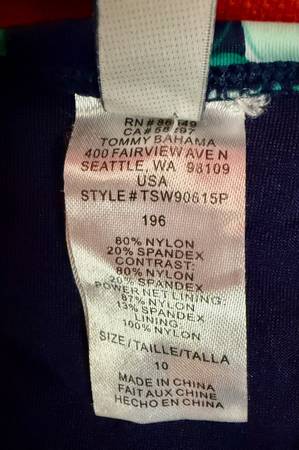 CA# 58297
TOMMY BAHAMA
400 FAIRVIEW AVE N
SEATTLE WA 98109
USA
STYLE# TSW90615P
196
80% NYLON
20% SPANDEX
CONTRAST:
80% NYLON
20% SPANDEX
POWER NET LINING:
87% NYLON
13% SPANDEX
LINING:
100% NYLON
SIZE/TAILLE/TALLA
10
MADE IN CHINA
FAIT AUX CHINE
HECHO EN CHINA